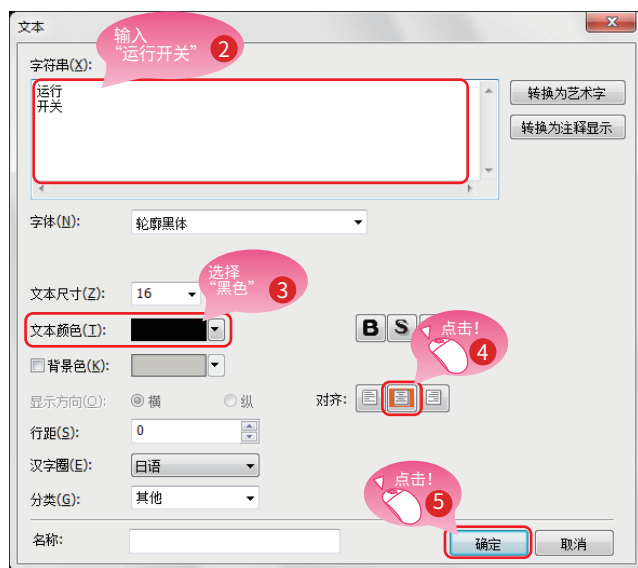 文本
输入
“运行开关” 2
字符串(X):
运行
开关
转换为艺术字
转换为注释显示
字体(N): 轮廓黑体
选择
“黑色” 3
文本尺寸(Z): 16
文本颜色(T):
B S
点击!
4
背景色(K):
显示方向(O): 横 纵 对齐:
行距(S): 0
汉字圈(E): 日语
点击!
5
分类(G): 其他
名称:
确定 取消